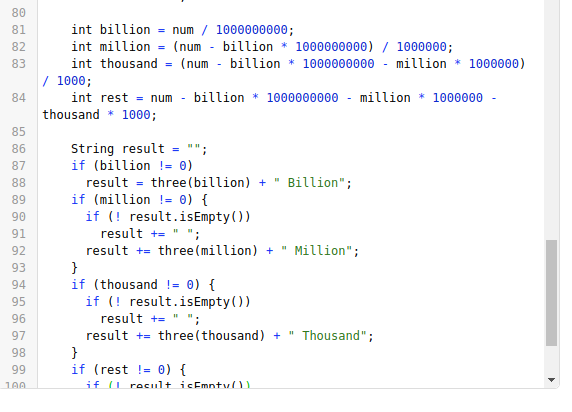 80
81 int billion = num / 1000000000;
82 int million = (num - billion * 1000000000) / 1000000;
83 int thousand = (num - billion * 1000000000 - million * 1000000)
/ 1000;
84 int rest = num - billion * 1000000000 - million * 1000000 -
thousand * 1000;
85
86 String result = "";
87 if (billion != 0)
88 result = three(billion) + " Billion";
89 if (million != 0) {
90 if (! result.isEmpty())
91 result += " ";
92 result += three(million) + " Million";
93 }
94 if (thousand != 0) {
95 if (! result.isEmpty())
96 result += " ";
97 result += three(thousand) + " Thousand";
98 }
99 if (rest != 0) {
100 if (! result.isEmpty())